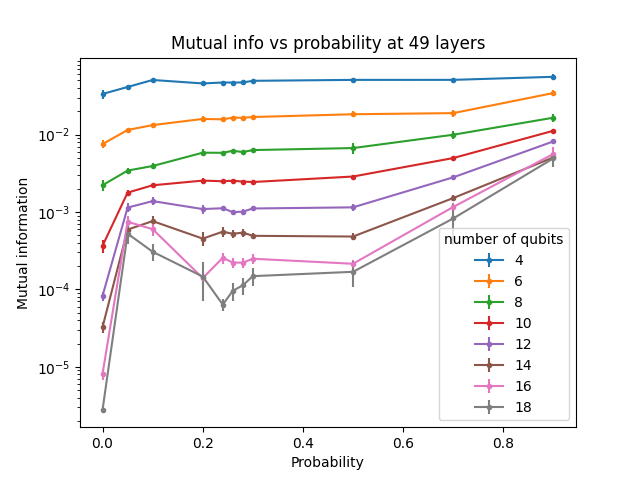 Mutual info vs probability at 49 layers
Mutual information
10⁻²
10⁻³
10⁻⁴
10⁻⁵
0.0 0.2 0.4 0.6 0.8
Probability
number of qubits
4
6
8
10
12
14
16
18